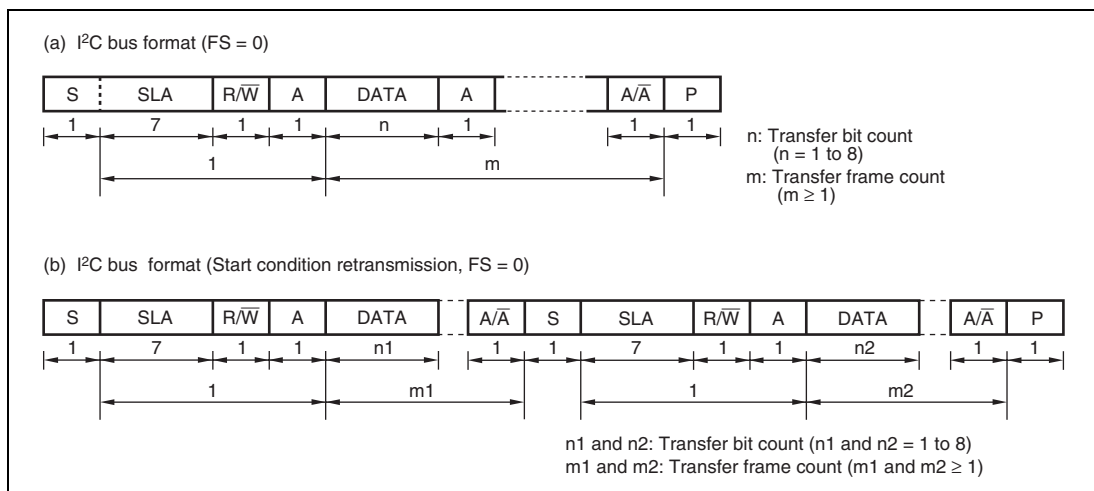 (a) I²C bus format (FS = 0)
S SLA R/W̅ A DATA A A/A̅ P
1 7 1 1 n 1 1 1
1 m
n: Transfer bit count
(n = 1 to 8)
m: Transfer frame count
(m ≥ 1)
(b) I²C bus format (Start condition retransmission, FS = 0)
S SLA R/W̅ A DATA A/A̅ S SLA R/W̅ A DATA A/A̅ P
1 7 1 1 n1 1 1 7 1 1 n2 1 1
1 m1 1 m2
n1 and n2: Transfer bit count (n1 and n2 = 1 to 8)
m1 and m2: Transfer frame count (m1 and m2 ≥ 1)